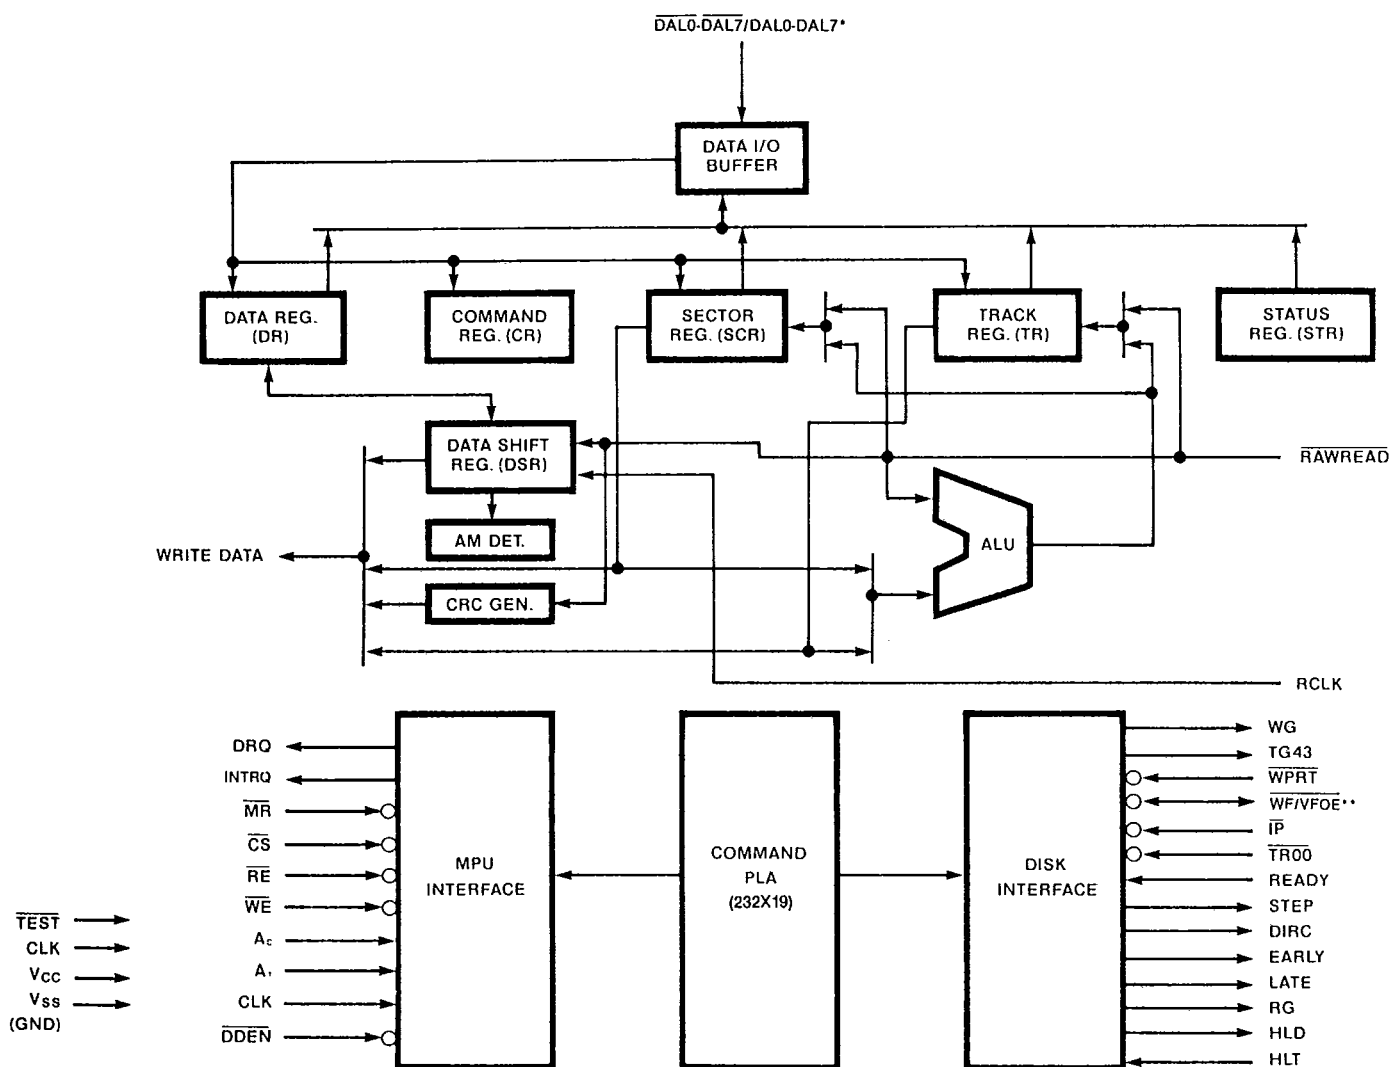 DAL0-DAL7/DAL0-DAL7*
DATA I/O
BUFFER
DATA REG.
(DR)
COMMAND
REG. (CR)
SECTOR
REG. (SCR)
TRACK
REG. (TR)
STATUS
REG. (STR)
DATA SHIFT
REG. (DSR)
RAWREAD
AM DET.
ALU
WRITE DATA
CRC GEN.
RCLK
DRQ
INTRQ
MR
CS
RE
WE
A₀
A₁
CLK
DDEN
TEST
CLK
VCC
VSS
(GND)
MPU
INTERFACE
COMMAND
PLA
(232X19)
DISK
INTERFACE
WG
TG43
WPRT
WF/VFOE**
IP
TR00
READY
STEP
DIRC
EARLY
LATE
RG
HLD
HLT